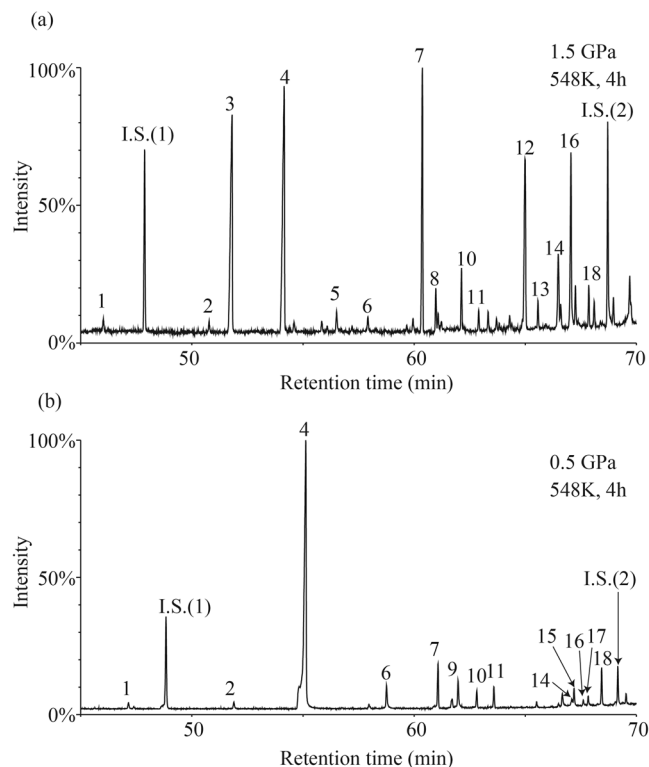 (a)
1.5 GPa
548K, 4h
I.S.(2)
I.S.(1)
1
2
3
4
5
6
7
8
10
11
12
13
14
16
18
100%
50%
0%
Intensity
50
60
70
Retention time (min)
(b)
0.5 GPa
548K, 4h
I.S.(2)
I.S.(1)
1
2
4
6
7
9
10
11
14
15
16
17
18
100%
50%
0%
Intensity
50
60
70
Retention time (min)